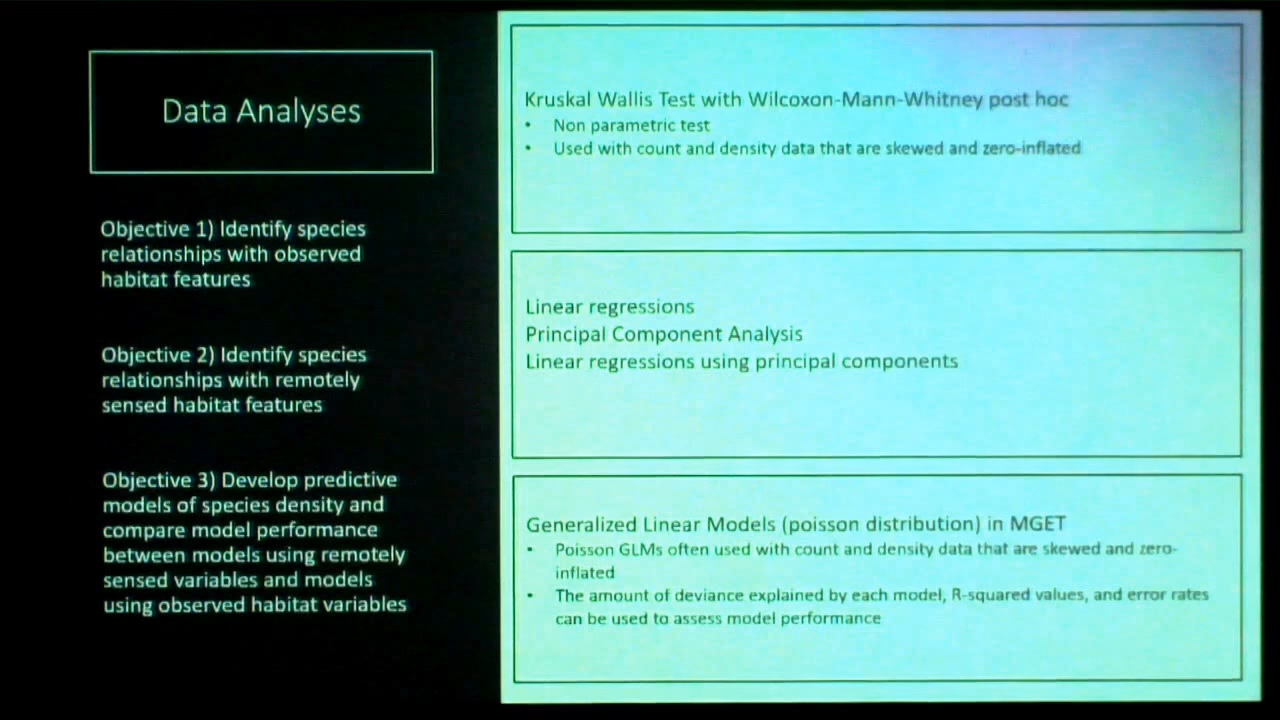 Data Analyses
Objective 1) Identify species
relationships with observed
habitat features
Objective 2) Identify species
relationships with remotely
sensed habitat features
Objective 3) Develop predictive
models of species density and
compare model performance
between models using remotely
sensed variables and models
using observed habitat variables
Kruskal Wallis Test with Wilcoxon-Mann-Whitney post hoc
• Non parametric test
• Used with count and density data that are skewed and zero-inflated
Linear regressions
Principal Component Analysis
Linear regressions using principal components
Generalized Linear Models (poisson distribution) in MGET
• Poisson GLMs often used with count and density data that are skewed and zero-
inflated
• The amount of deviance explained by each model, R-squared values, and error rates
can be used to assess model performance